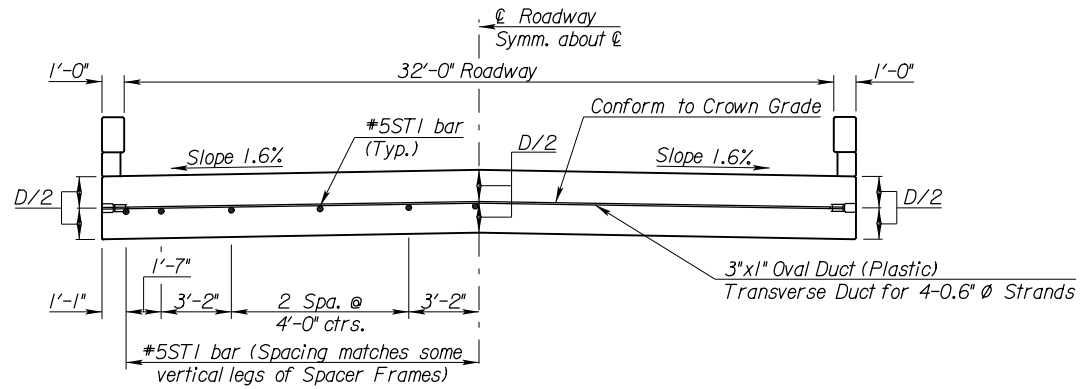 ℄ Roadway
Symm. about ℄
1'-0"
32'-0" Roadway
1'-0"
#5ST1 bar
(Typ.)
Conform to Crown Grade
D/2
Slope 1.6%
Slope 1.6%
D/2
D/2
1'-7"
1'-1"
3'-2"
2 Spa. @
4'-0" ctrs.
3'-2"
3"x1" Oval Duct (Plastic)
Transverse Duct for 4-0.6" Ø Strands
#5ST1 bar (Spacing matches some
vertical legs of Spacer Frames)